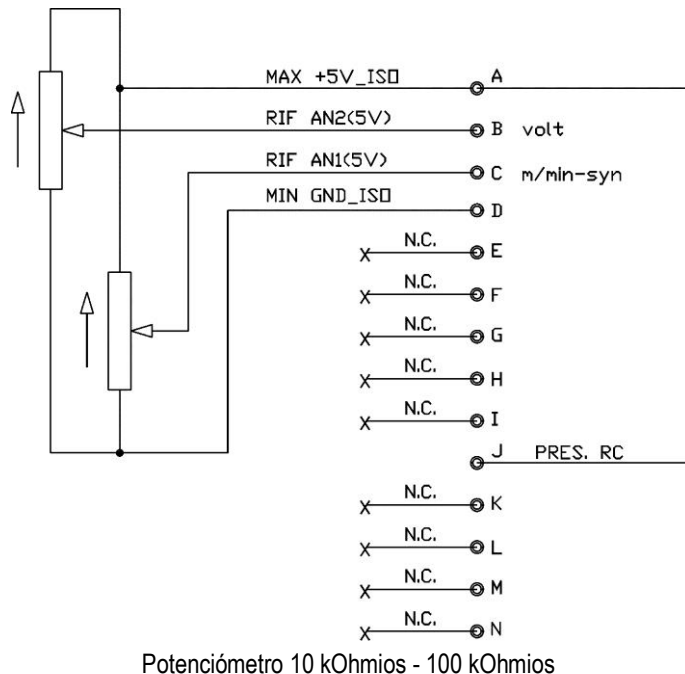 MAX +5V_ISO A
RIF AN2(5V) B volt
RIF AN1(5V) C m/min-syn
MIN GND_ISO D
N.C. E
N.C. F
N.C. G
N.C. H
N.C. I
J PRES. RC
N.C. K
N.C. L
N.C. M
N.C. N
Potenciómetro 10 kOhmios - 100 kOhmios